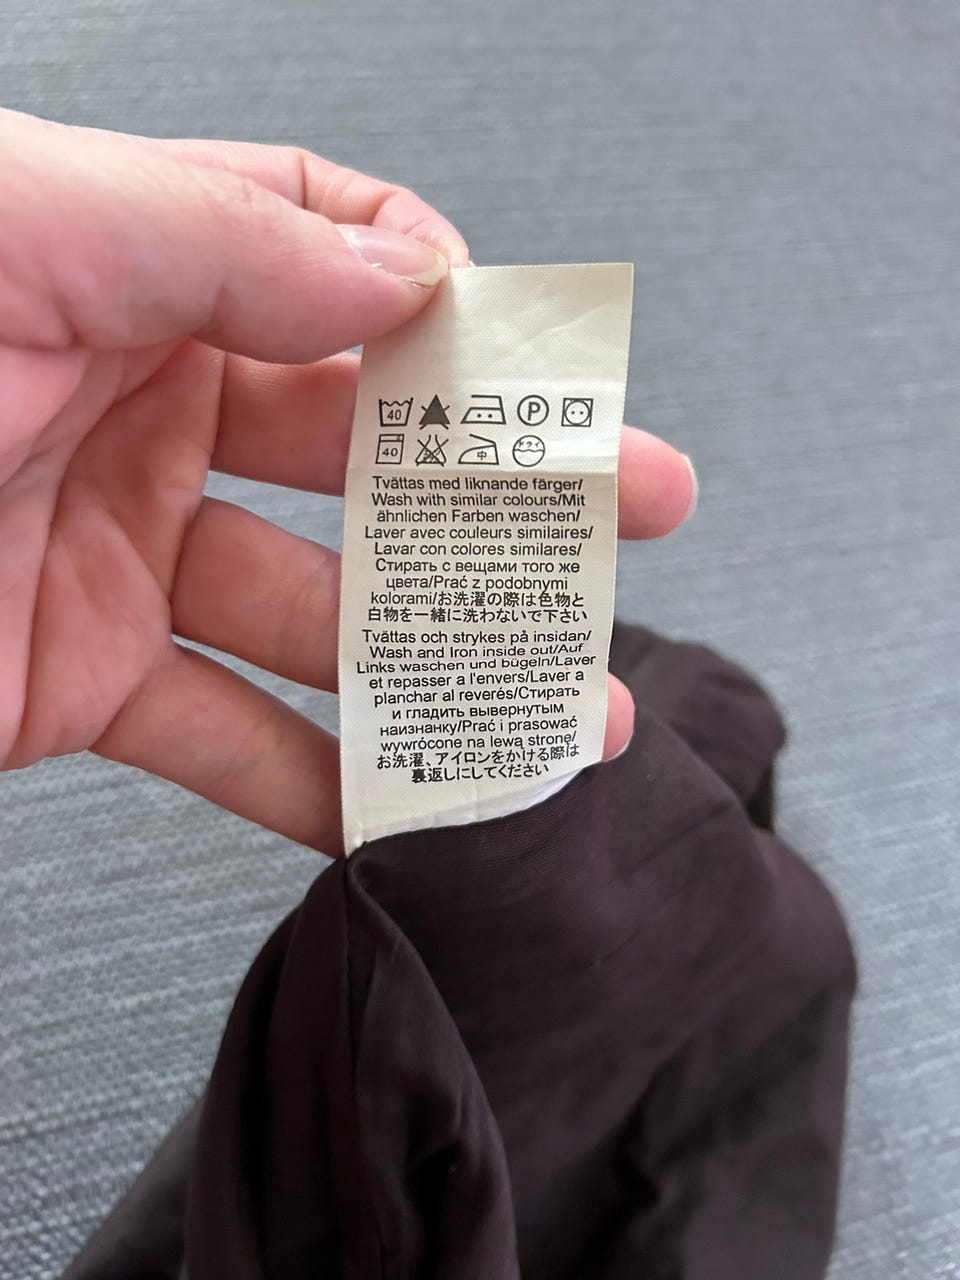 40 P
40 中 ドライ
Tvättas med liknande färger/
Wash with similar colours/Mit
ähnlichen Farben waschen/
Laver avec couleurs similaires/
Lavar con colores similares/
Стирать с вещами того же
цвета/Prać z podobnymi
kolorami/お洗濯の際は色物と
白物を一緒に洗わないで下さい
Tvättas och strykes på insidan/
Wash and Iron inside out/Auf
Links waschen und bügeln/Laver
et repasser a l'envers/Laver a
planchar al reverés/Стирать
и гладить вывернутым
наизнанку/Prać i prasować
wywrócone na lewą stronę/
お洗濯、アイロンをかける際は
裏返しにしてください